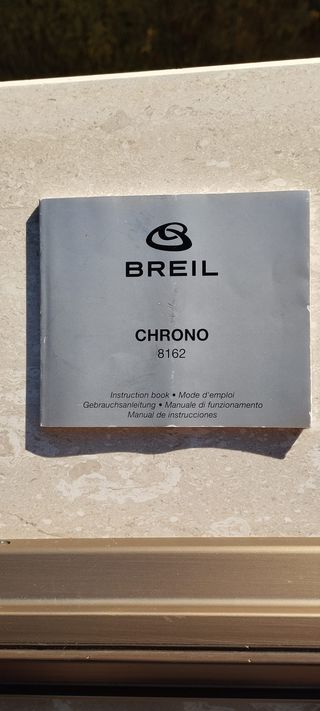 BREIL
CHRONO
8162
Instruction book • Mode d'emploi
Gebrauchsanleitung • Manuale di funzionamento
Manual de instrucciones